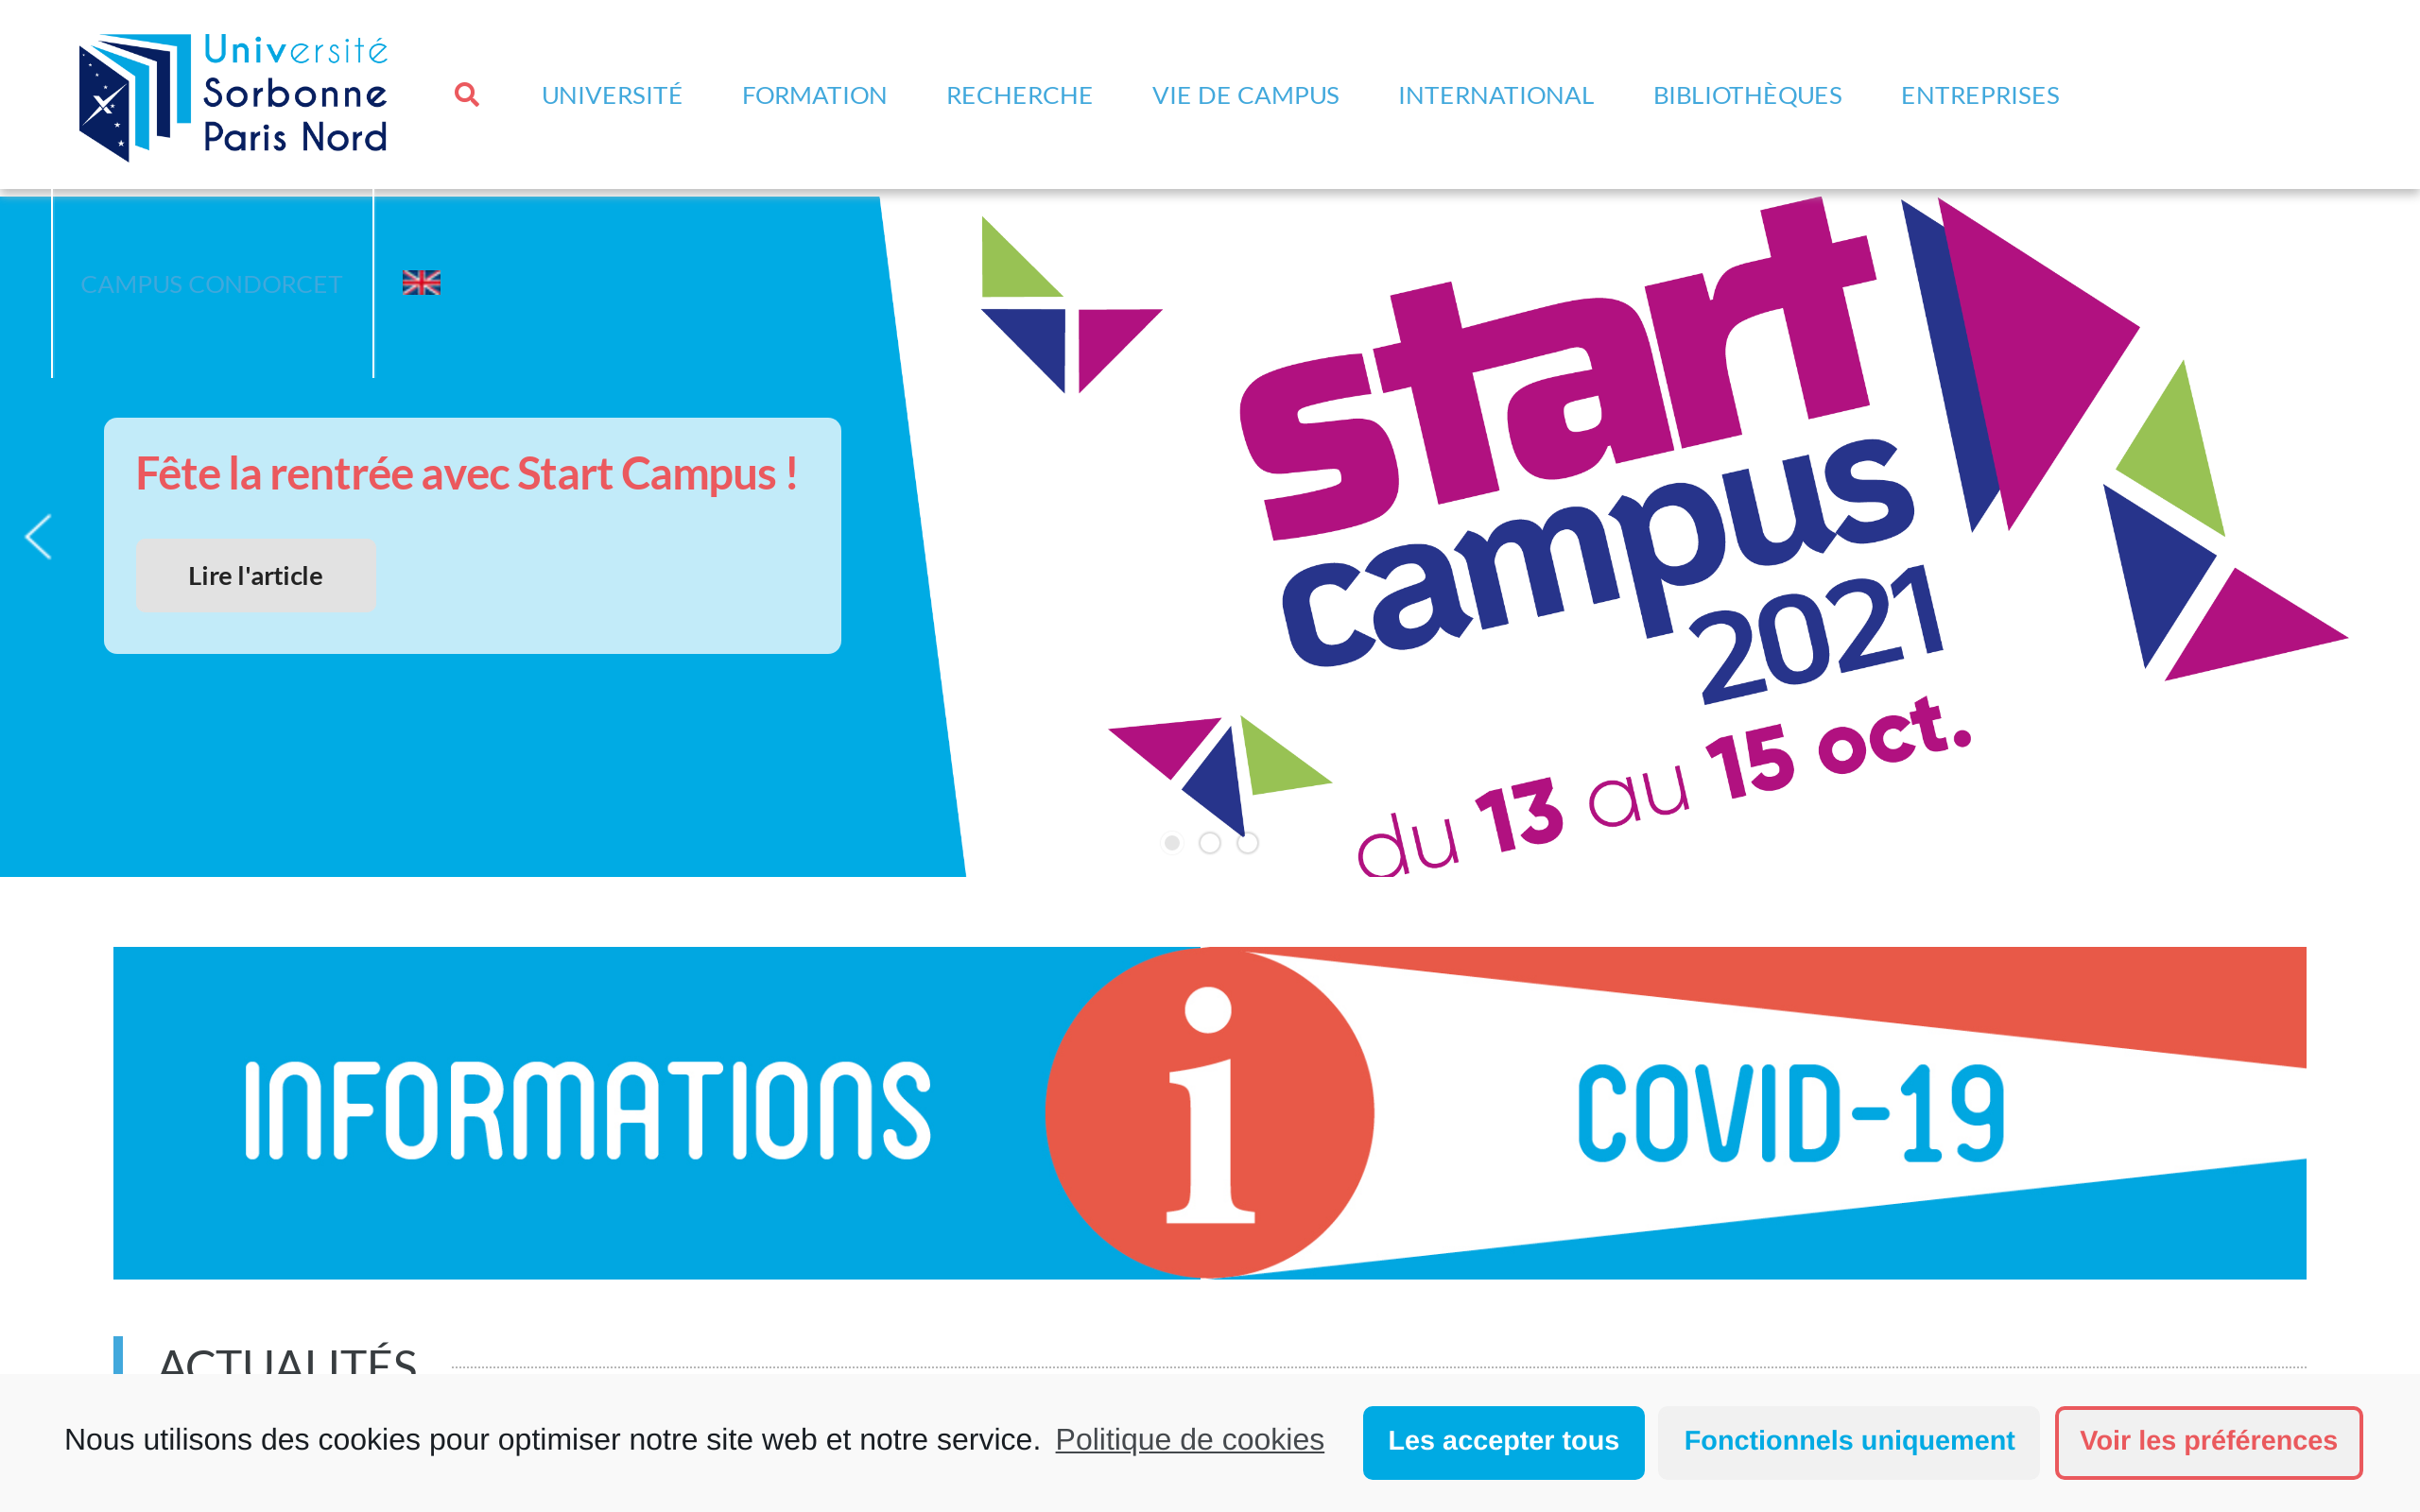 Université
Sorbonne
Paris Nord
UNIVERSITÉ
FORMATION
RECHERCHE
VIE DE CAMPUS
INTERNATIONAL
BIBLIOTHÈQUES
ENTREPRISES
CAMPUS CONDORCET
Fête la rentrée avec Start Campus !
Lire l'article
start
campus
2021
du 13 au 15 oct.
INFORMATIONS
i
COVID-19
ACTUALITÉS
Nous utilisons des cookies pour optimiser notre site web et notre service. Politique de cookies
Les accepter tous
Fonctionnels uniquement
Voir les préférences